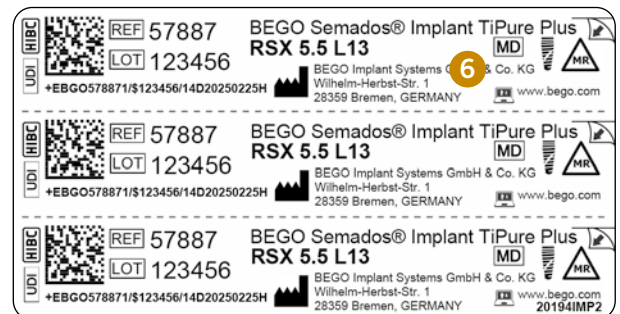 HIBC
UDI
REF 57887
LOT 123456
+EBGO578871/$123456/14D20250225H
BEGO Semados® Implant TiPure Plus
RSX 5.5 L13
MD
MR
BEGO Implant Systems & Co. KG
Wilhelm-Herbst-Str. 1
28359 Bremen, GERMANY
www.bego.com
6
HIBC
UDI
REF 57887
LOT 123456
+EBGO578871/$123456/14D20250225H
BEGO Semados® Implant TiPure Plus
RSX 5.5 L13
MD
MR
BEGO Implant Systems GmbH & Co. KG
Wilhelm-Herbst-Str. 1
28359 Bremen, GERMANY
www.bego.com
HIBC
UDI
REF 57887
LOT 123456
+EBGO578871/$123456/14D20250225H
BEGO Semados® Implant TiPure Plus
RSX 5.5 L13
MD
MR
BEGO Implant Systems GmbH & Co. KG
Wilhelm-Herbst-Str. 1
28359 Bremen, GERMANY
www.bego.com
20194IMP2